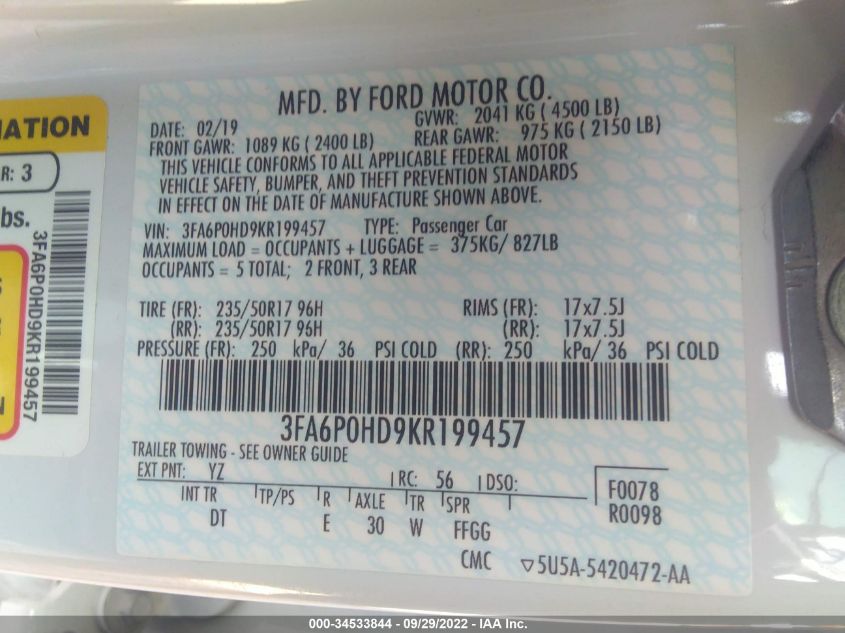 MATION
R: 3
bs.
3FA6P0HD9KR199457
MFD. BY FORD MOTOR CO.
DATE: 02/19 GVWR: 2041 KG ( 4500 LB)
FRONT GAWR: 1089 KG ( 2400 LB) REAR GAWR: 975 KG ( 2150 LB)
THIS VEHICLE CONFORMS TO ALL APPLICABLE FEDERAL MOTOR
VEHICLE SAFETY, BUMPER, AND THEFT PREVENTION STANDARDS
IN EFFECT ON THE DATE OF MANUFACTURE SHOWN ABOVE.
VIN: 3FA6P0HD9KR199457 TYPE: Passenger Car
MAXIMUM LOAD = OCCUPANTS + LUGGAGE = 375KG/ 827LB
OCCUPANTS = 5 TOTAL; 2 FRONT, 3 REAR
TIRE (FR): 235/50R17 96H RIMS (FR): 17x7.5J
(RR): 235/50R17 96H (RR): 17x7.5J
PRESSURE (FR): 250 kPa/ 36 PSI COLD (RR): 250 kPa/ 36 PSI COLD
3FA6P0HD9KR199457
TRAILER TOWING - SEE OWNER GUIDE
EXT PNT: YZ RC: 56 DSO: F0078
INT TR TP/PS R AXLE TR SPR R0098
DT E 30 W FFGG
CMC ▽5U5A-5420472-AA
000-34533844 - 09/29/2022 - IAA Inc.